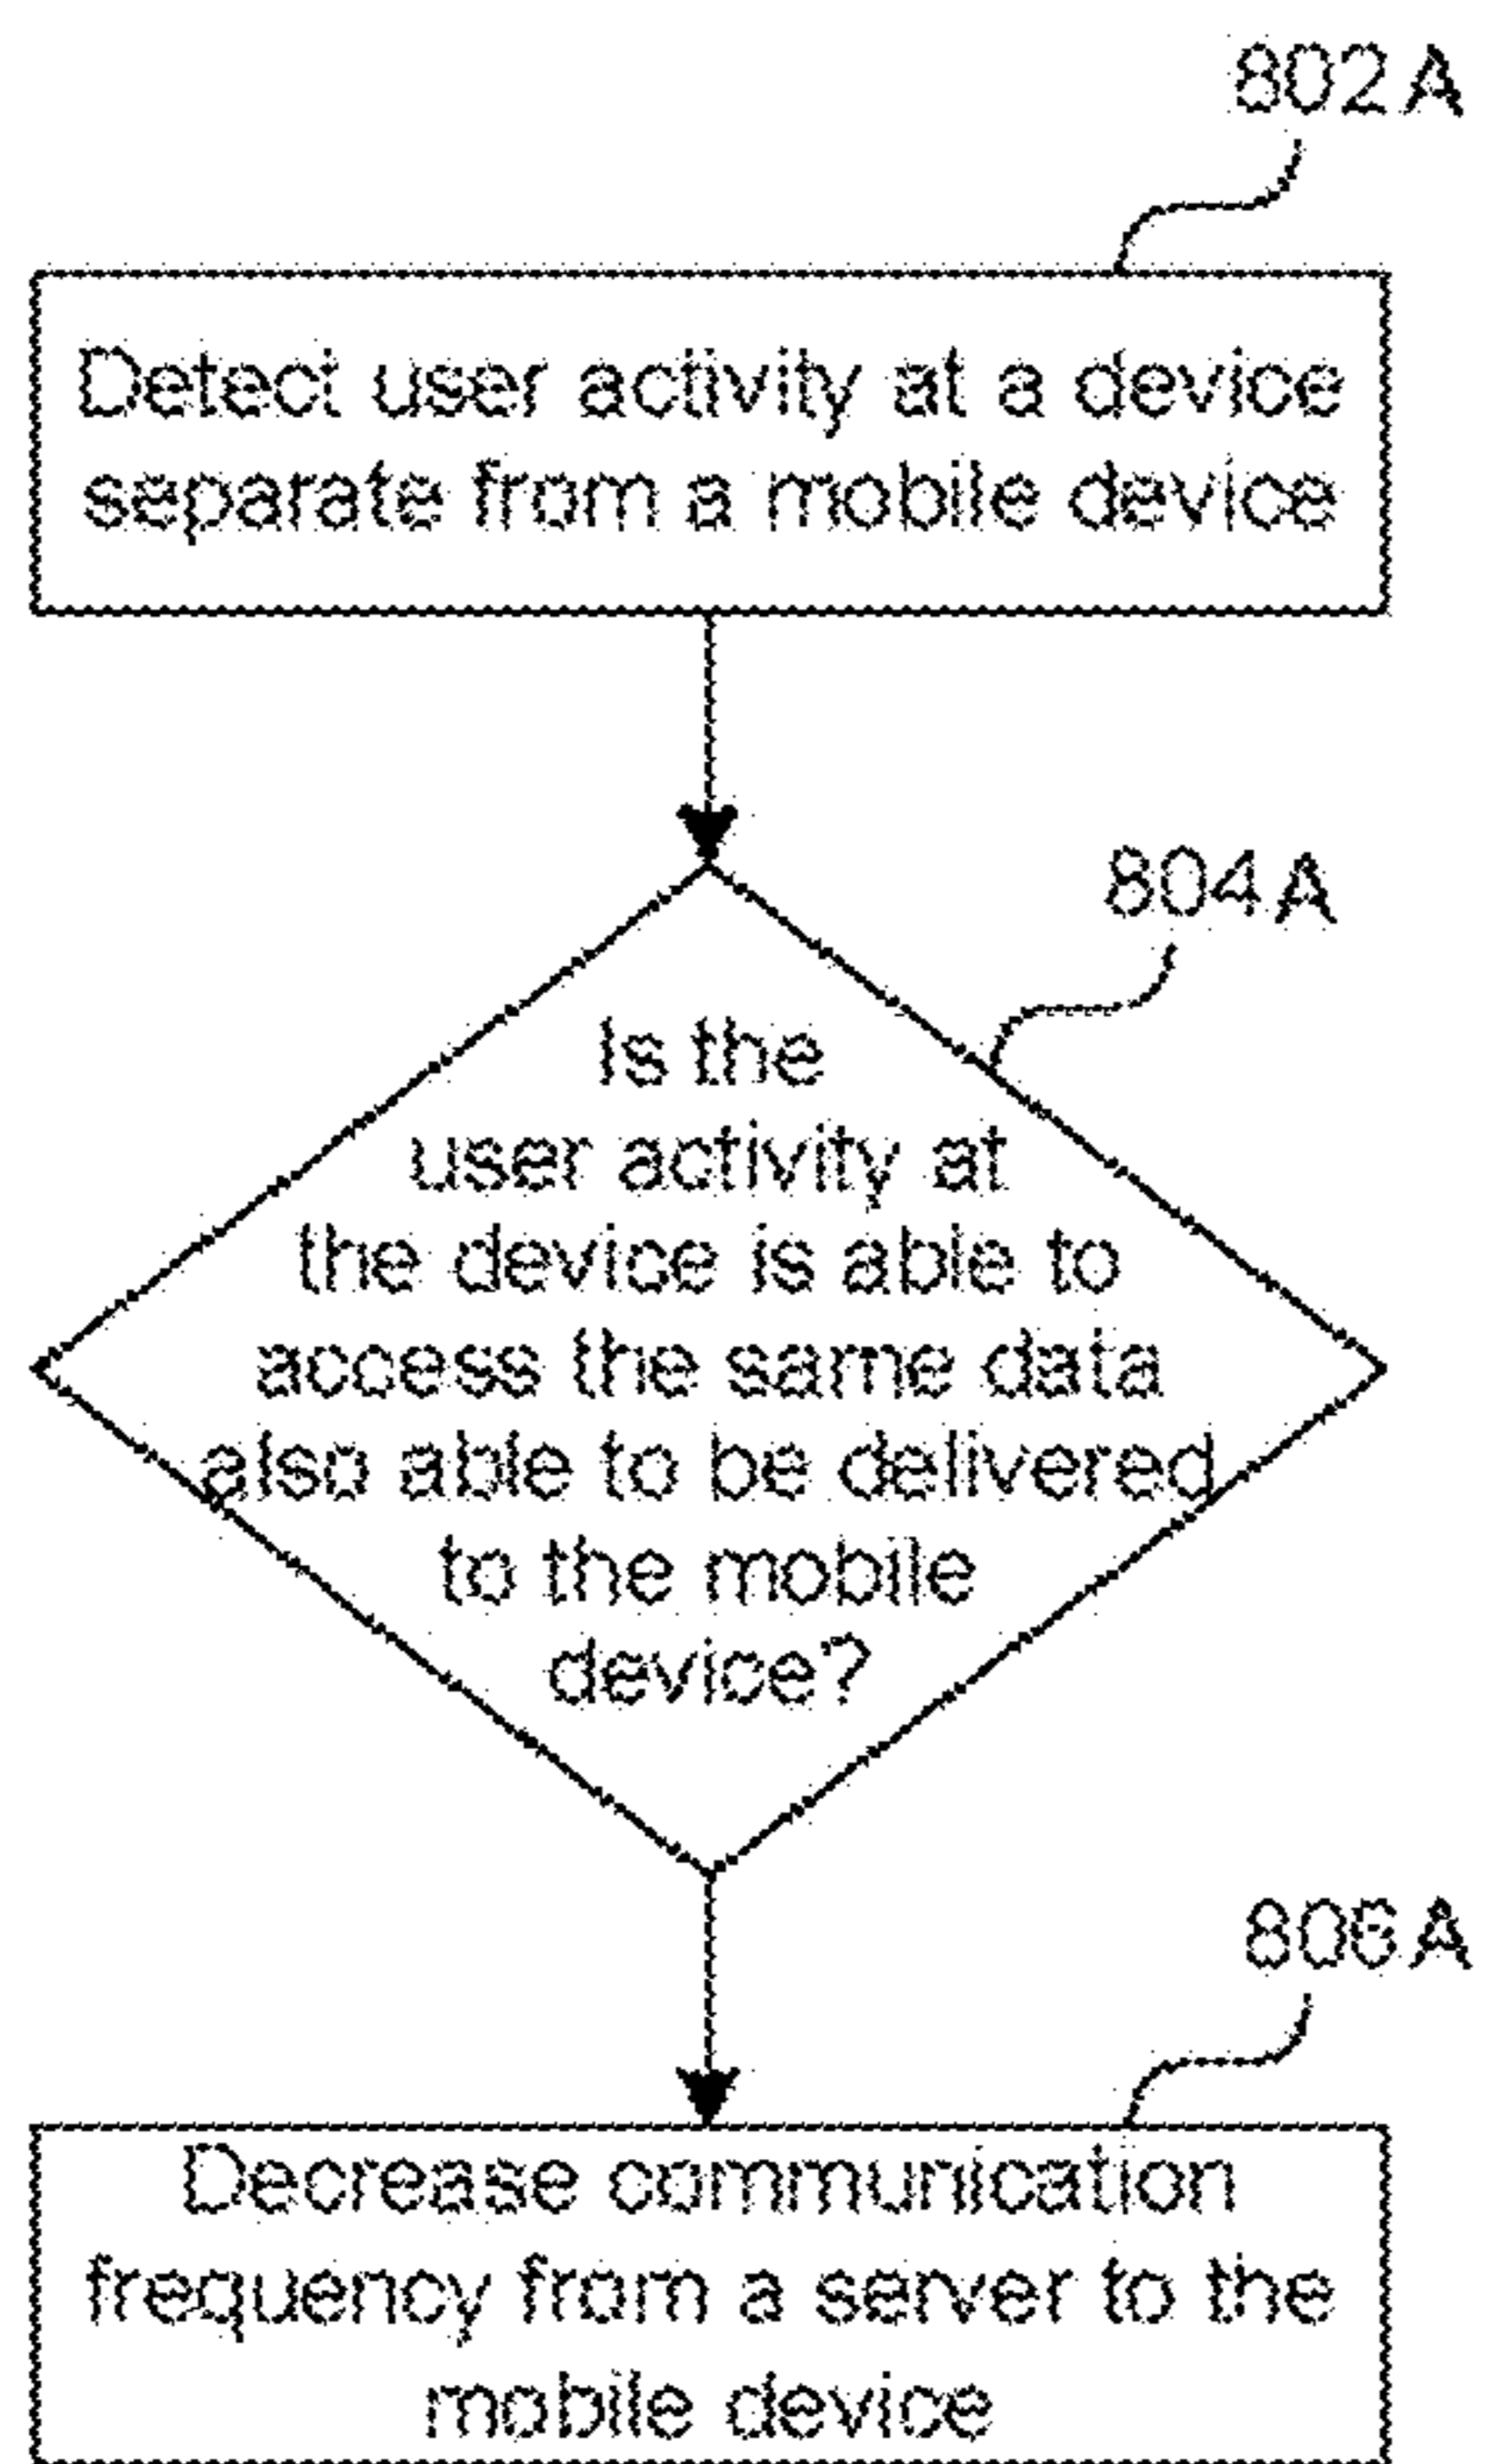 802A
Detect user activity at a device
separate from a mobile device
804A
Is the
user activity at
the device is able to
access the same data
also able to be delivered
to the mobile
device?
806A
Decrease communication
frequency from a server to the
mobile device